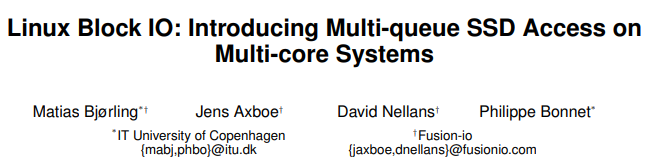 Linux Block IO: Introducing Multi-queue SSD Access on
Multi-core Systems
Matias Bjørling*† Jens Axboe† David Nellans† Philippe Bonnet*
*IT University of Copenhagen †Fusion-io
{mabj,phbo}@itu.dk {jaxboe,dnellans}@fusionio.com